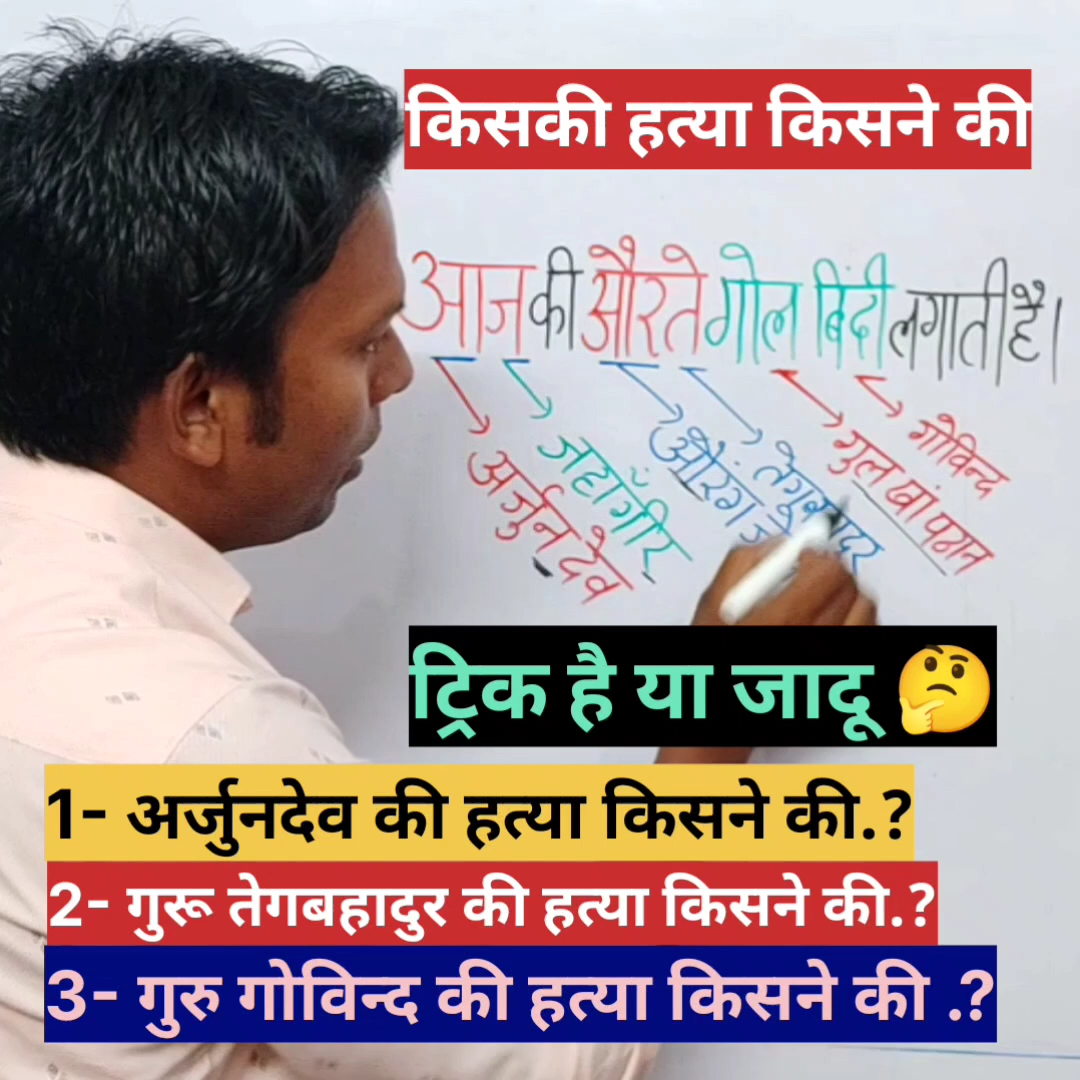 किसकी हत्या किसने की
आज की औरते गोल बिंदी लगाती है।
अर्जुन देव
जहाँगीर
औरंग
गुल खां पठान
गोविन्द
ट्रिक है या जादू 🤔
1- अर्जुनदेव की हत्या किसने की.?
2- गुरू तेगबहादुर की हत्या किसने की.?
3- गुरु गोविन्द की हत्या किसने की .?